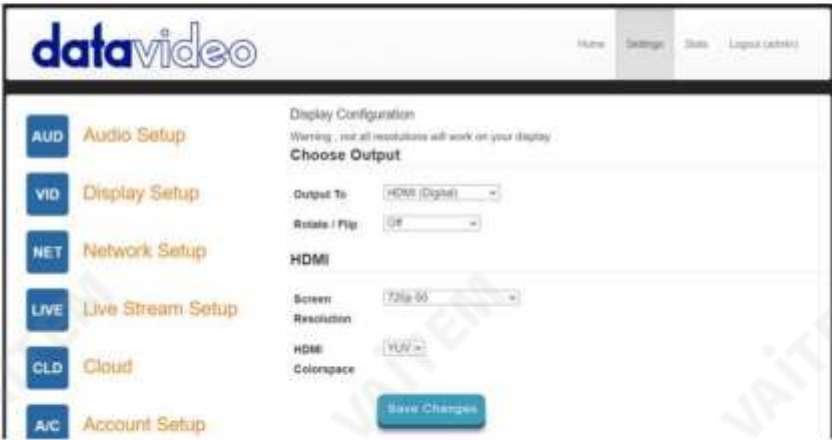 datavideo
Home Settings Stats Logout (admin)
AUD Audio Setup
VID Display Setup
NET Network Setup
LIVE Live Stream Setup
CLD Cloud
A/C Account Setup
Display Configuration
Warning , not all resolutions will work on your display
Choose Output
Output To HDMI (Digital)
Rotate / Flip Off
HDMI
Screen Resolution 720p
HDMI Colorspace YUV
Save Changes
VAITEM